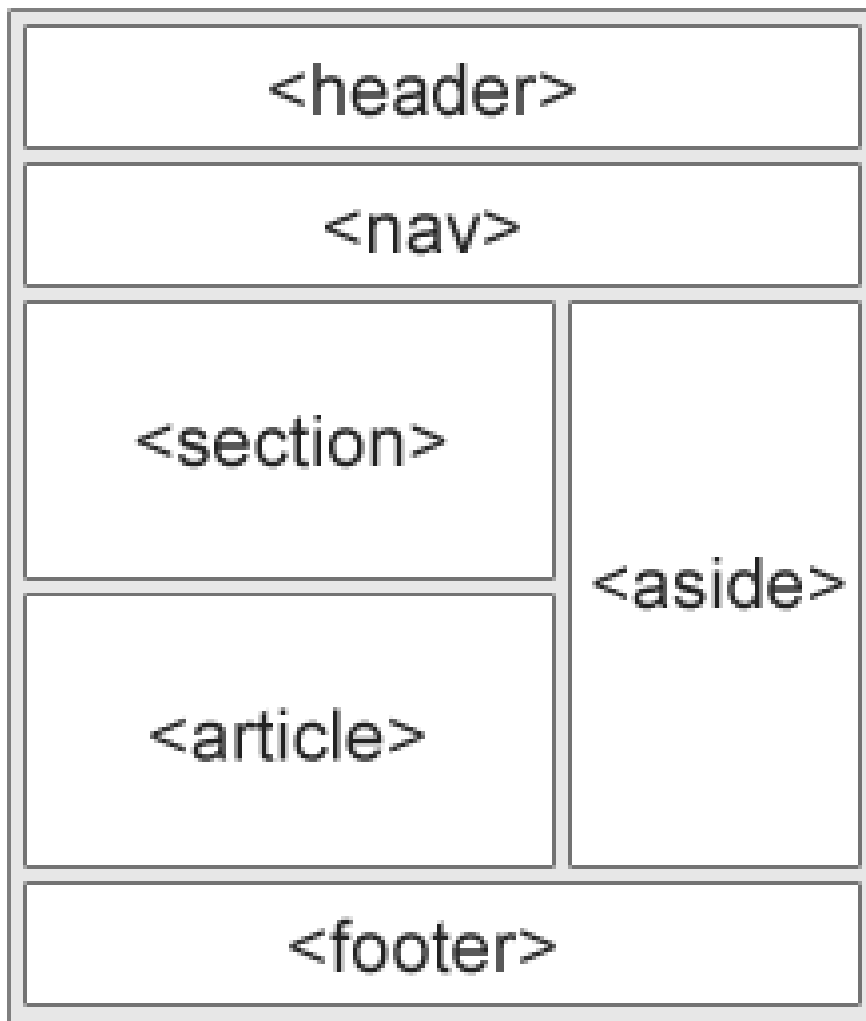 <header>
<nav>
<section>
<aside>
<article>
<footer>